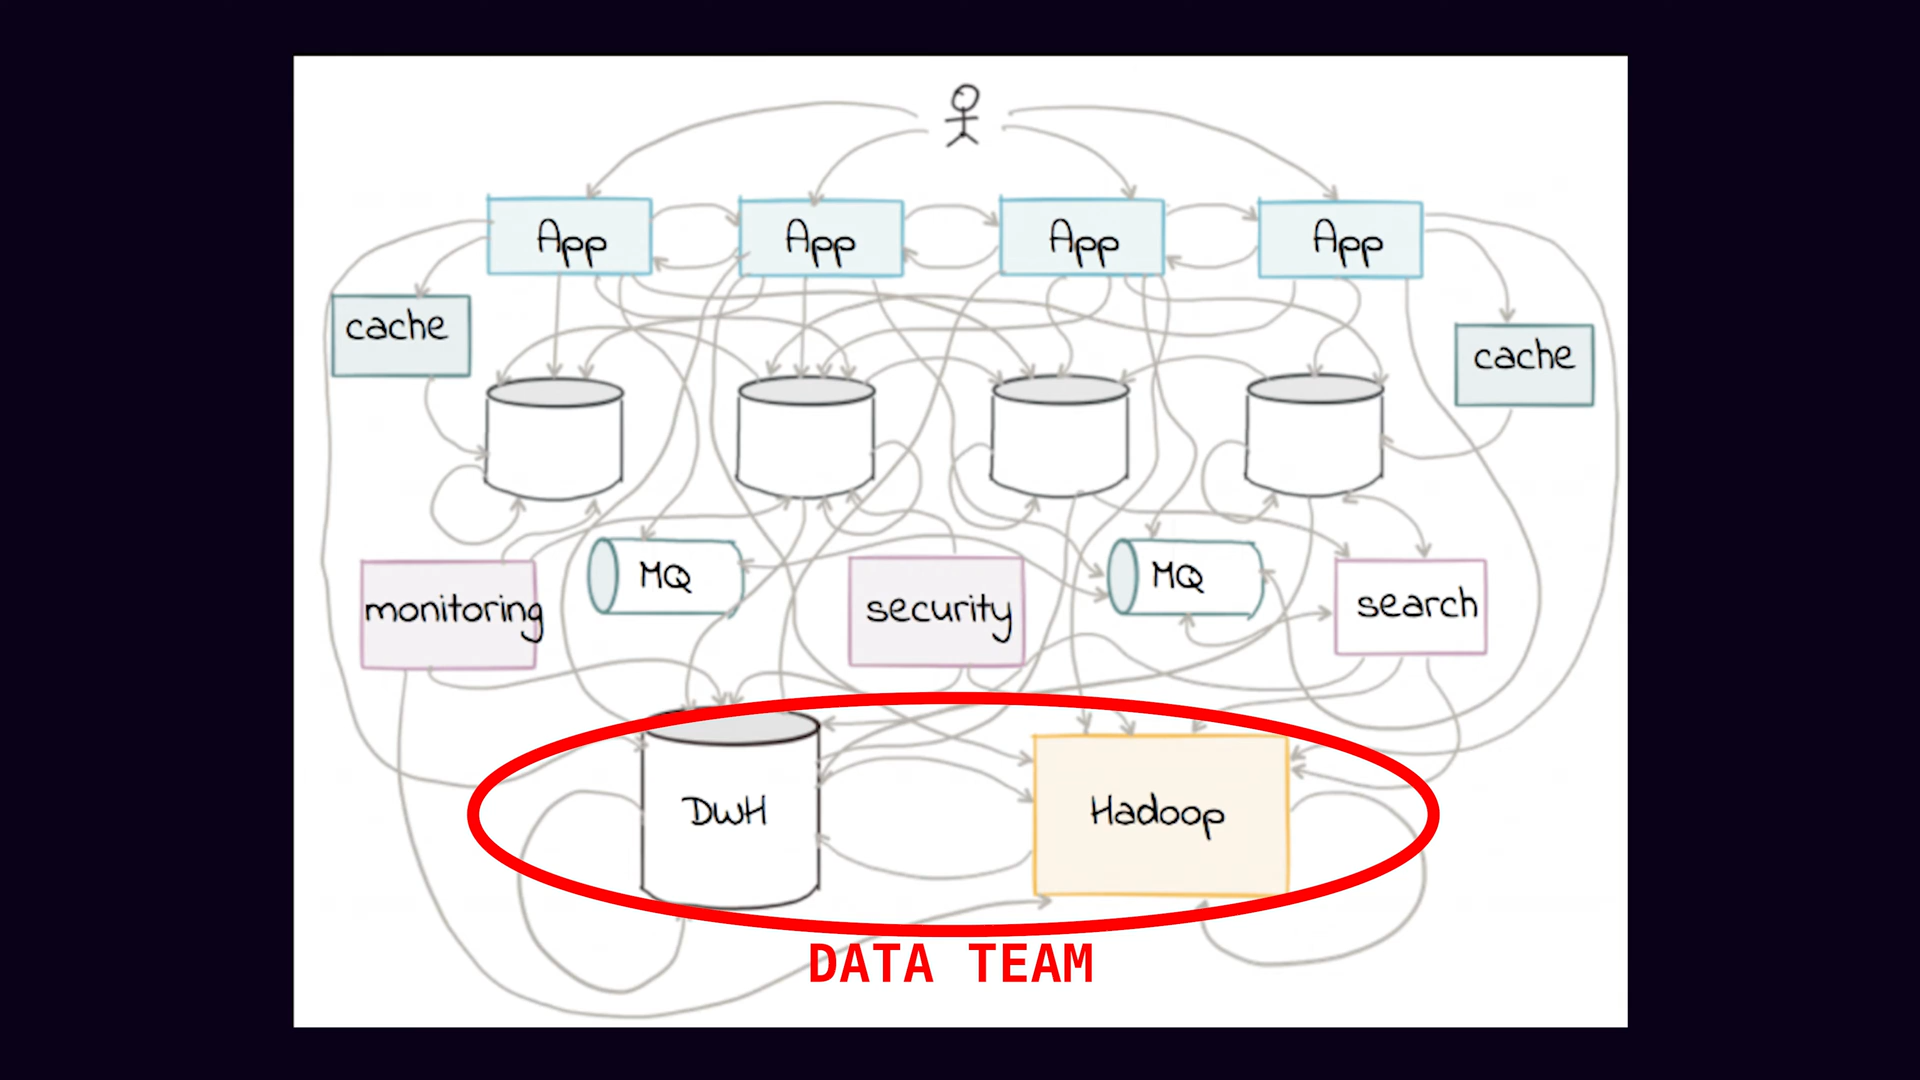 App App App App
cache
cache
MQ MQ
monitoring security search
DWH Hadoop
DATA TEAM